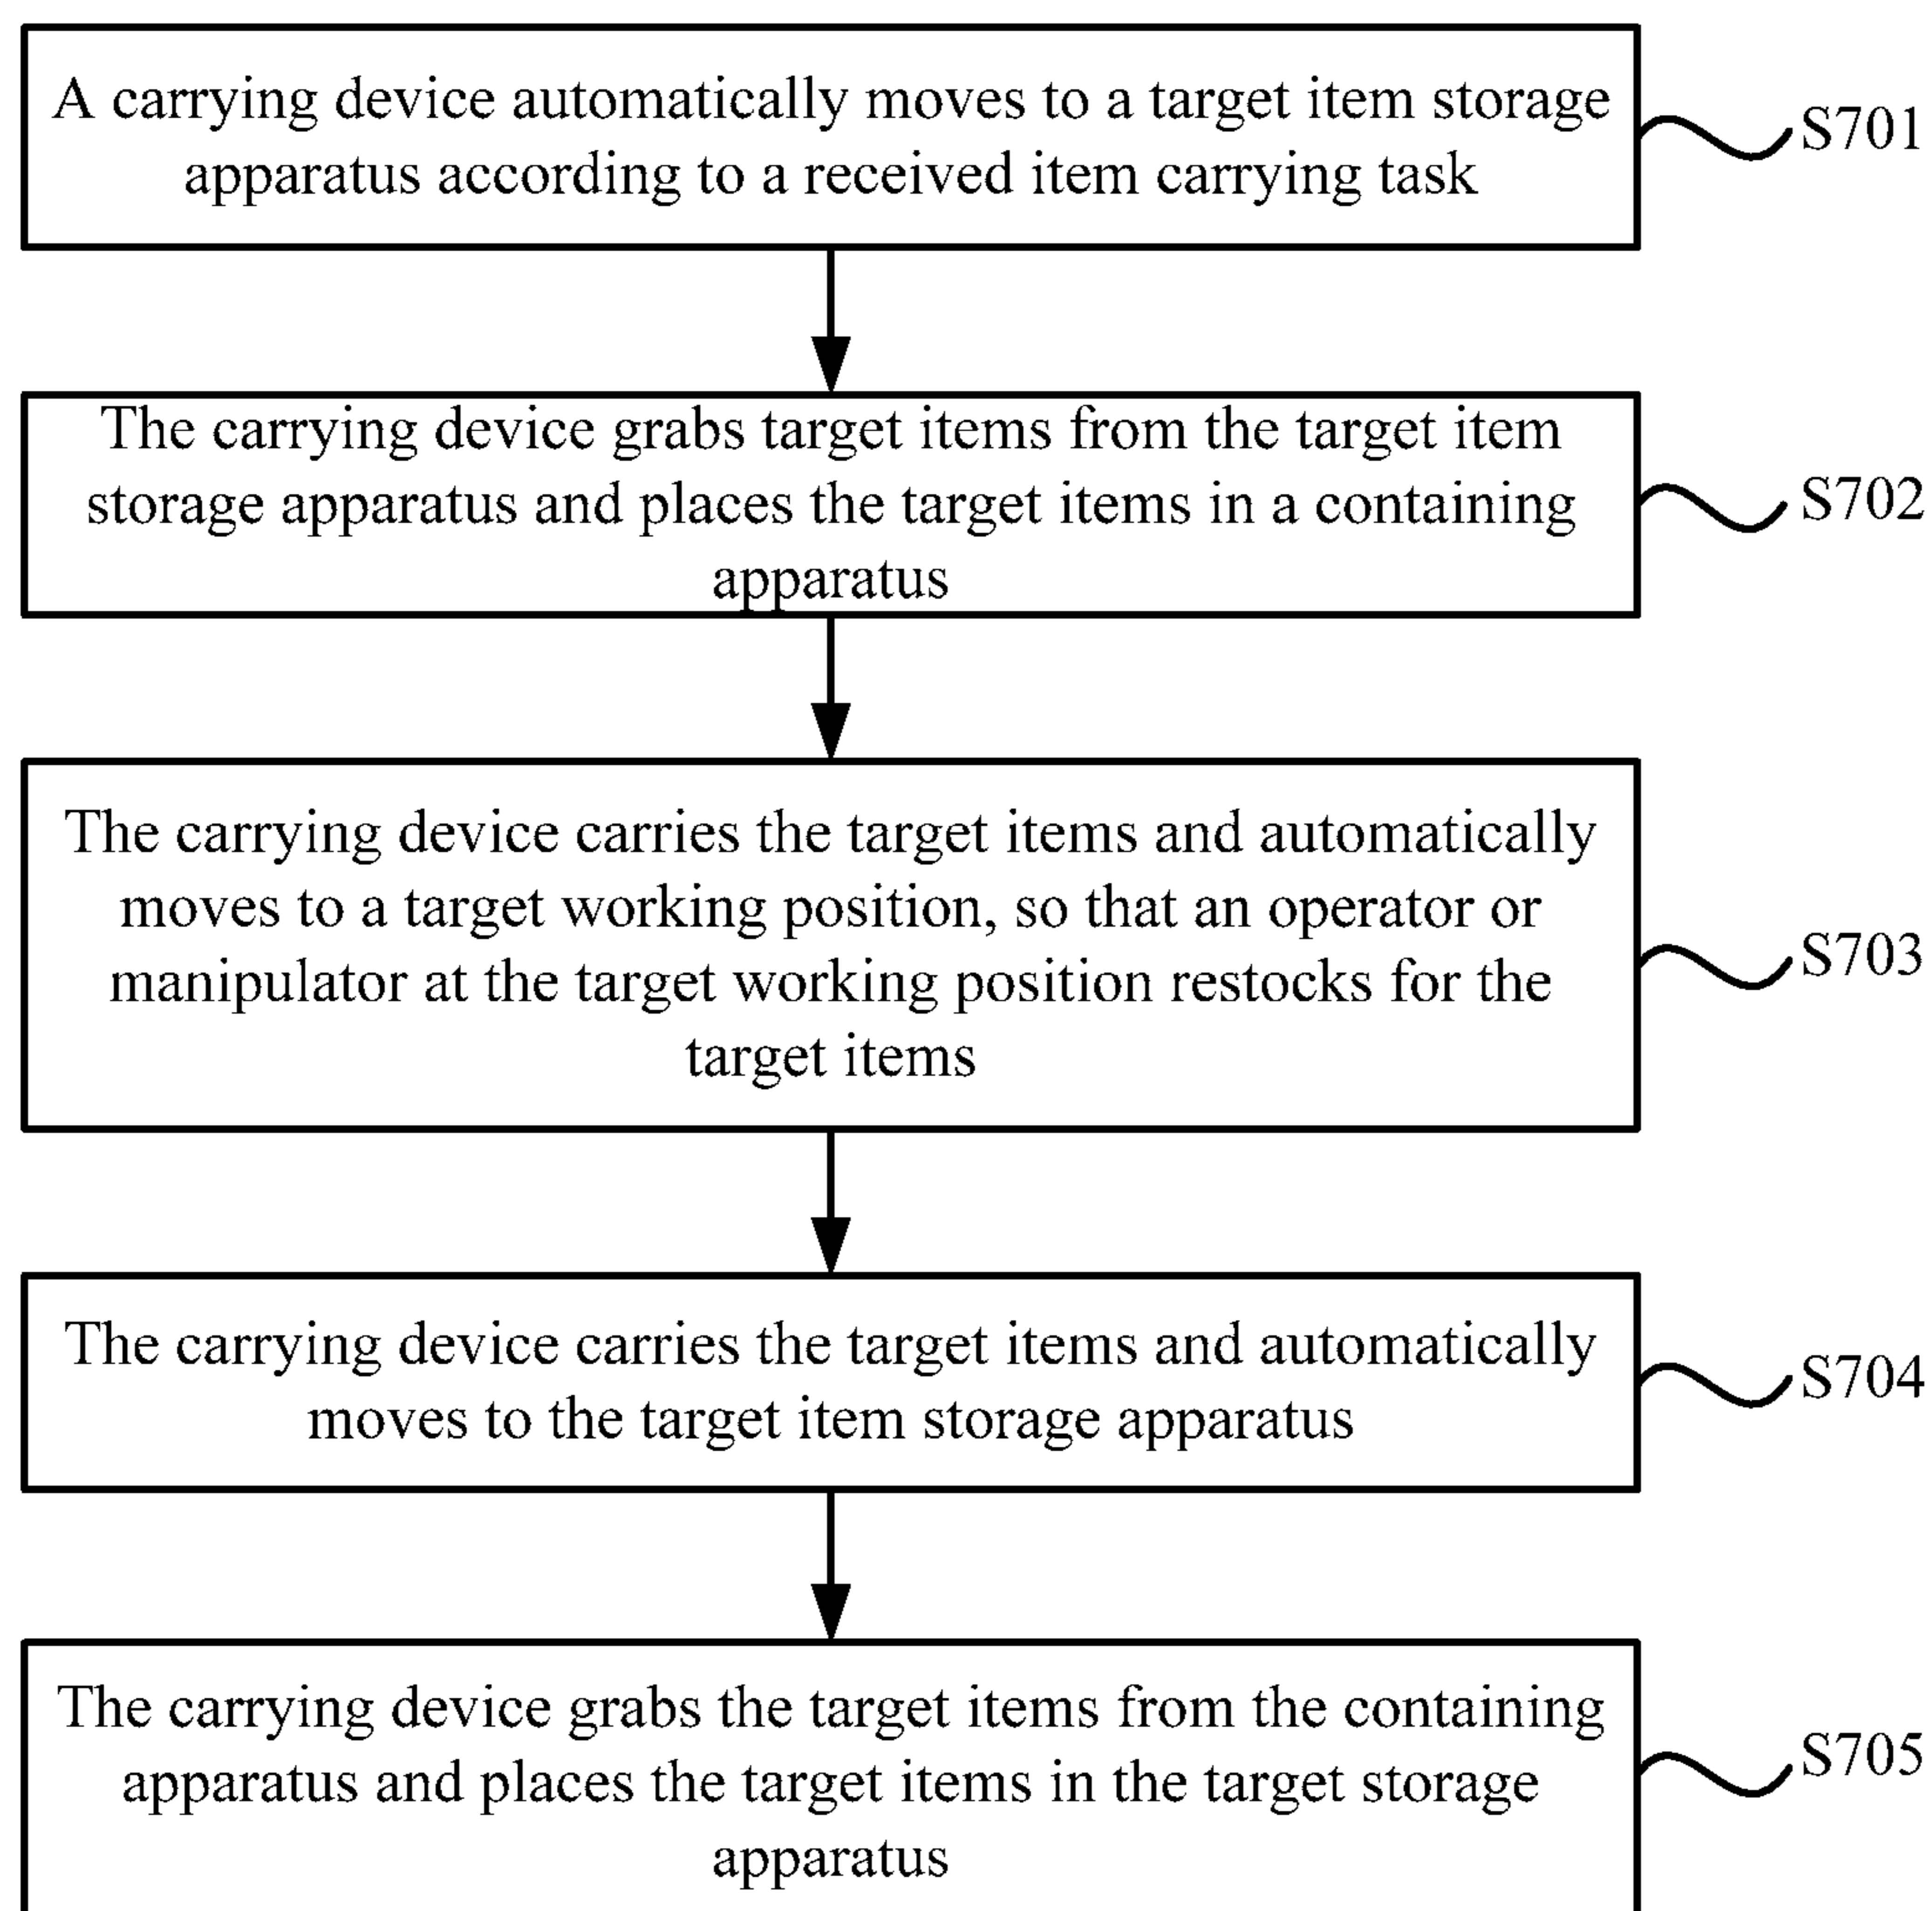 A carrying device automatically moves to a target item storage
apparatus according to a received item carrying task
S701
The carrying device grabs target items from the target item
storage apparatus and places the target items in a containing
apparatus
S702
The carrying device carries the target items and automatically
moves to a target working position, so that an operator or
manipulator at the target working position restocks for the
target items
S703
The carrying device carries the target items and automatically
moves to the target item storage apparatus
S704
The carrying device grabs the target items from the containing
apparatus and places the target items in the target storage
apparatus
S705